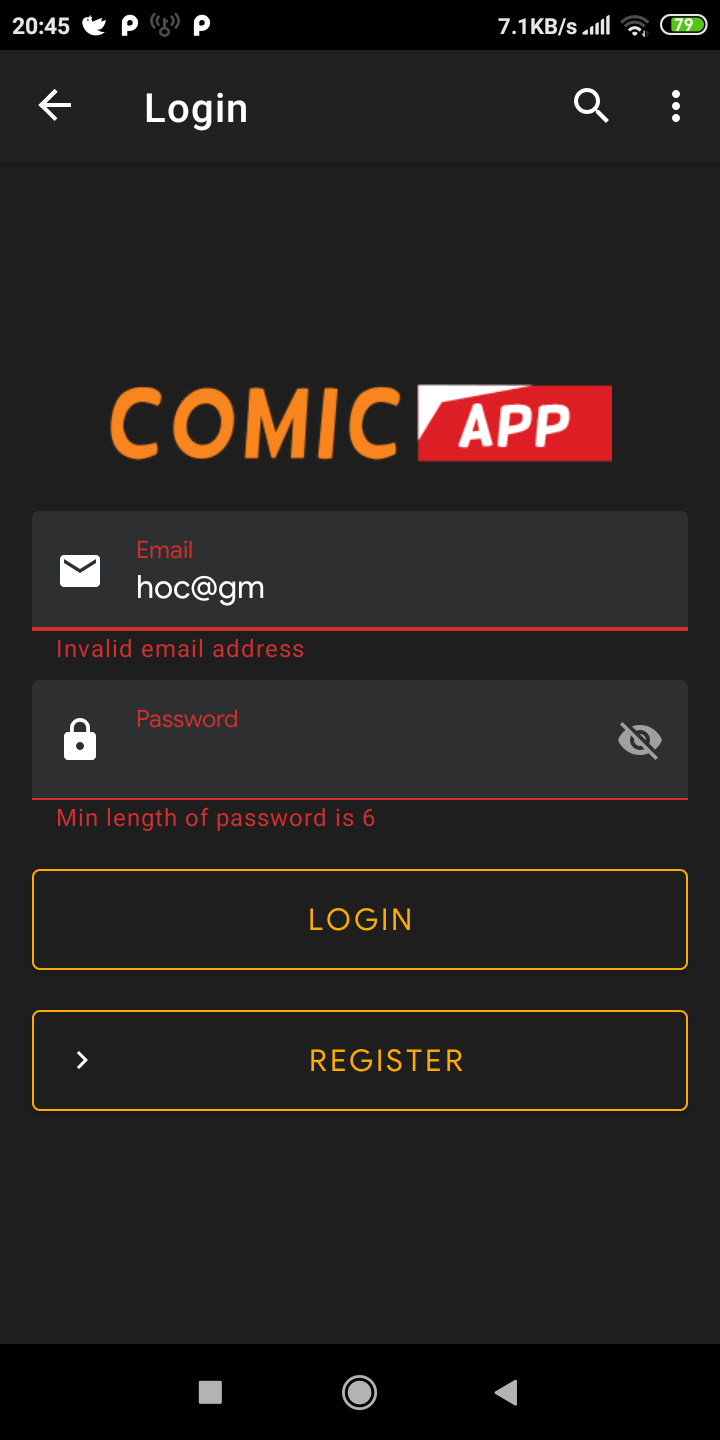 20:45 7.1KB/s 79
Login
COMIC APP
Email
hoc@gm
Invalid email address
Password
Min length of password is 6
LOGIN
REGISTER